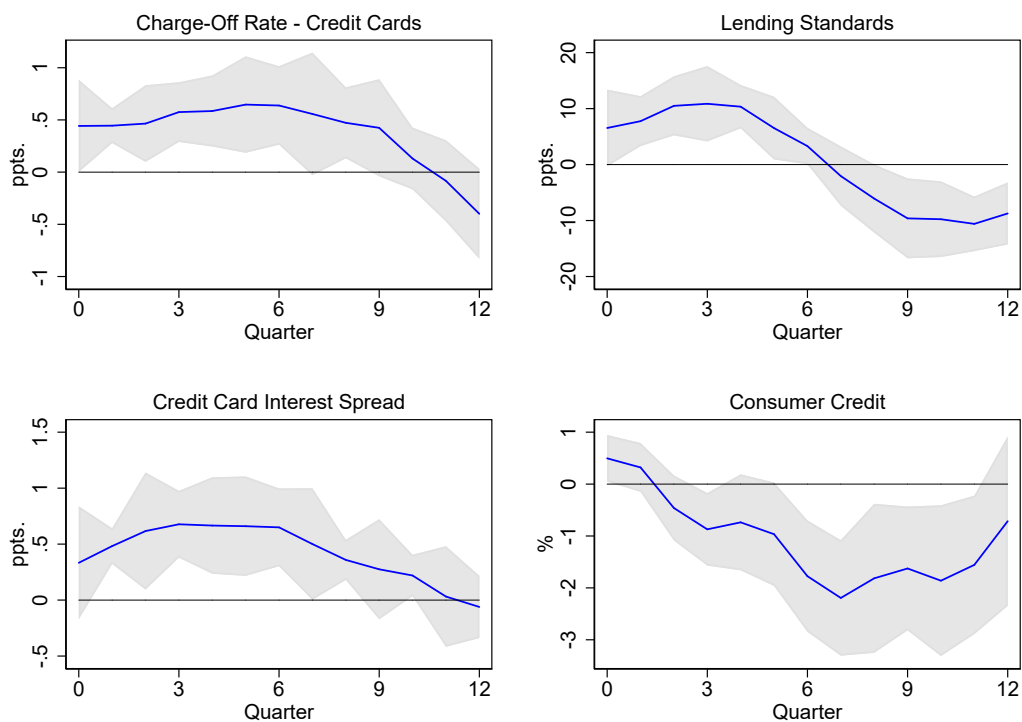 Charge-Off Rate - Credit Cards
ppts.
1
.5
0
-.5
-1
0 3 6 9 12
Quarter
Lending Standards
ppts.
20
10
0
-10
-20
0 3 6 9 12
Quarter
Credit Card Interest Spread
ppts.
1.5
1
.5
0
-.5
0 3 6 9 12
Quarter
Consumer Credit
%
1
0
-1
-2
-3
0 3 6 9 12
Quarter